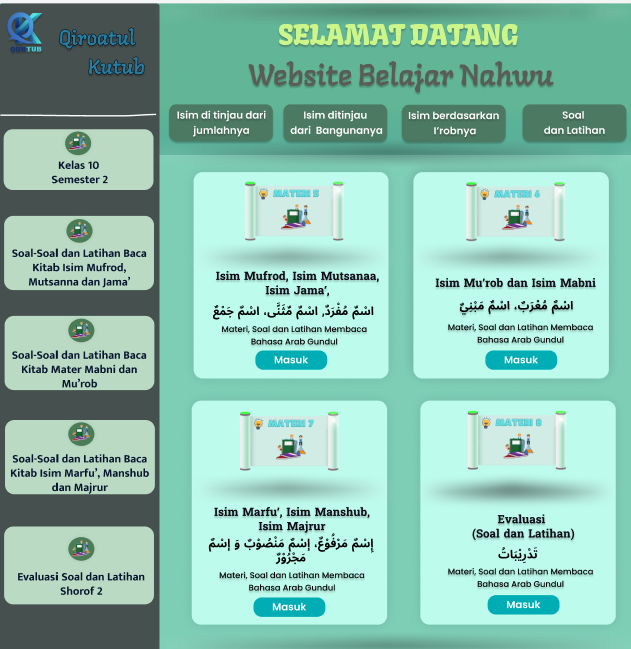 QIRKTUB
Qiroatul
Kutub
Kelas 10
Semester 2
Soal-Soal dan Latihan Baca
Kitab Isim Mufrod,
Mutsanna dan Jama'
Soal-Soal dan Latihan Baca
Kitab Mater Mabni dan
Mu'rob
Soal-Soal dan Latihan Baca
Kitab Isim Marfu', Manshub
dan Majrur
Evaluasi Soal dan Latihan
Shorof 2
SELAMAT DATANG
Website Belajar Nahwu
Isim di tinjau dari
jumlahnya
Isim ditinjau
dari Bangunanya
Isim berdasarkan
I'robnya
Soal
dan Latihan
MATERI 5
Isim Mufrod, Isim Mutsanaa,
Isim Jama',
اسْمٌ مُفْرَدٌ, اسْمٌ مُثَنَّى، اسْمٌ جَمْعٌ
Materi, Soal dan Latihan Membaca
Bahasa Arab Gundul
Masuk
MATERI 6
Isim Mu'rob dan Isim Mabni
اسْمٌ مُعْرَبٌ، اسْمٌ مَبْنِيٌ
Materi, Soal dan Latihan Membaca
Bahasa Arab Gundul
Masuk
MATERI 7
Isim Marfu', Isim Manshub,
Isim Majrur
إِسْمٌ مَرْفُوْعٌ، إِسْمٌ مَنْصُوْبٌ وَ إِسْمٌ
مَجْرُوْرٌ
Materi, Soal dan Latihan Membaca
Bahasa Arab Gundul
Masuk
MATERI 8
Evaluasi
(Soal dan Latihan)
تَدْرِيْبَاتُ
Materi, Soal dan Latihan Membaca
Bahasa Arab Gundul
Masuk